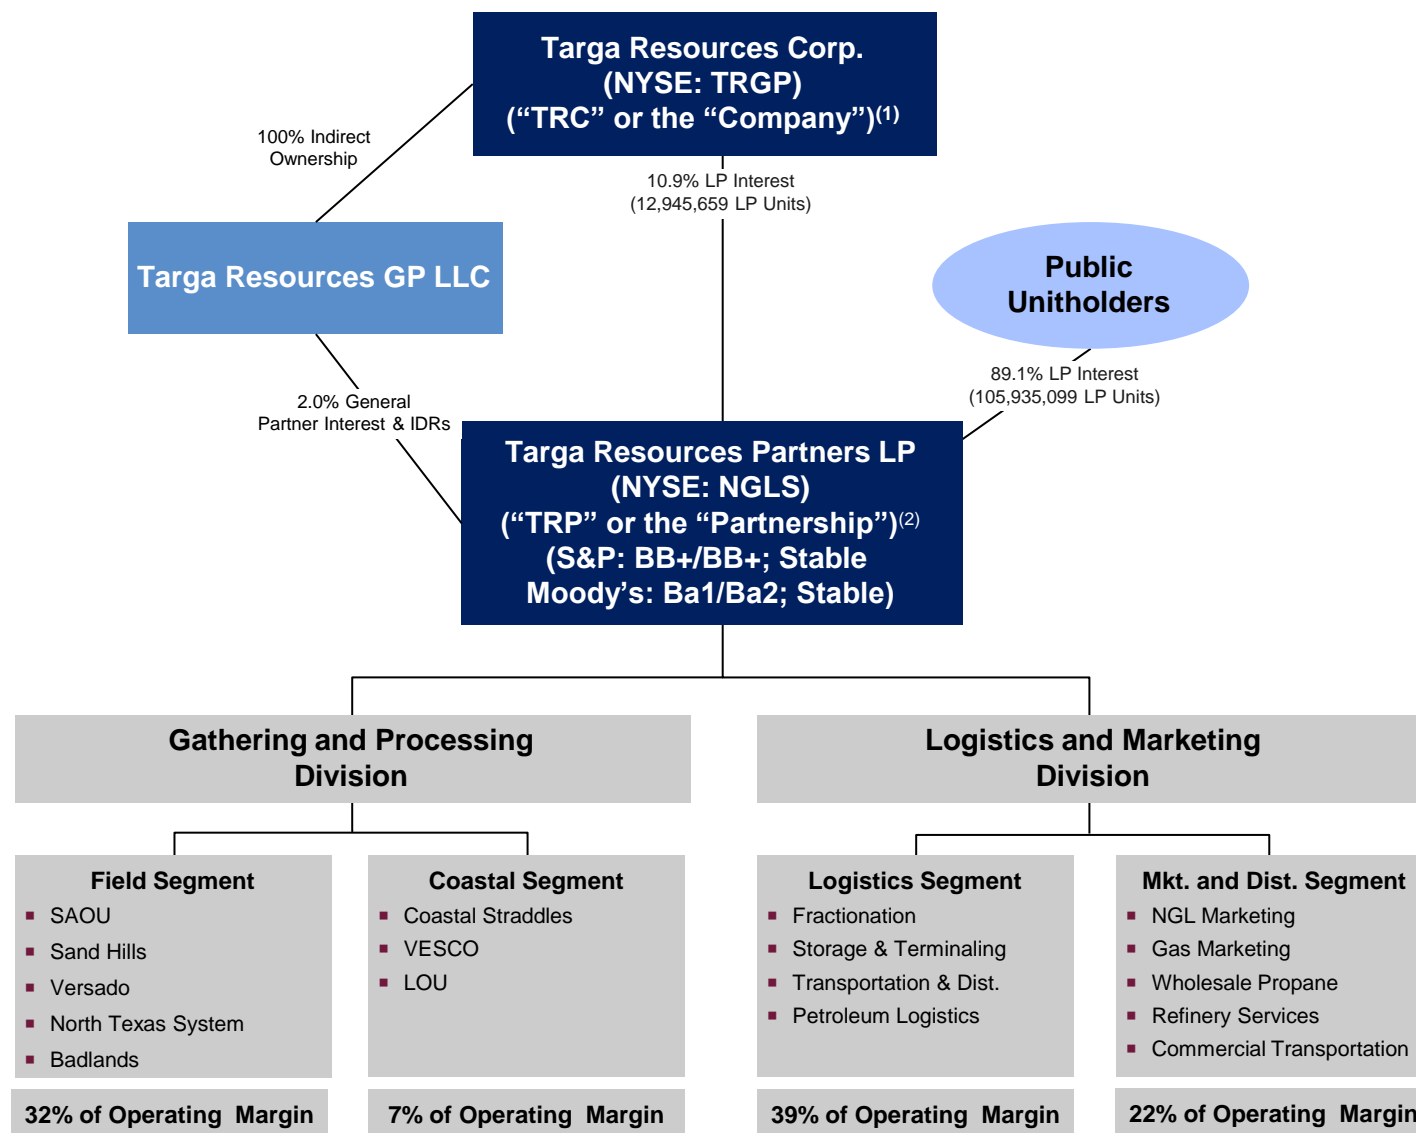 Targa Resources Corp.
(NYSE: TRGP)
(“TRC” or the “Company”)(1)
100% Indirect
Ownership
10.9% LP Interest
(12,945,659 LP Units)
Targa Resources GP LLC
Public
Unitholders
2.0% General
Partner Interest & IDRs
89.1% LP Interest
(105,935,099 LP Units)
Targa Resources Partners LP
(NYSE: NGLS)
(“TRP” or the “Partnership”)(2)
(S&P: BB+/BB+; Stable
Moody’s: Ba1/Ba2; Stable)
Gathering and Processing
Division
Logistics and Marketing
Division
Field Segment
▪ SAOU
▪ Sand Hills
▪ Versado
▪ North Texas System
▪ Badlands
Coastal Segment
▪ Coastal Straddles
▪ VESCO
▪ LOU
Logistics Segment
▪ Fractionation
▪ Storage & Terminaling
▪ Transportation & Dist.
▪ Petroleum Logistics
Mkt. and Dist. Segment
▪ NGL Marketing
▪ Gas Marketing
▪ Wholesale Propane
▪ Refinery Services
▪ Commercial Transportation
32% of Operating Margin
7% of Operating Margin
39% of Operating Margin
22% of Operating Margin